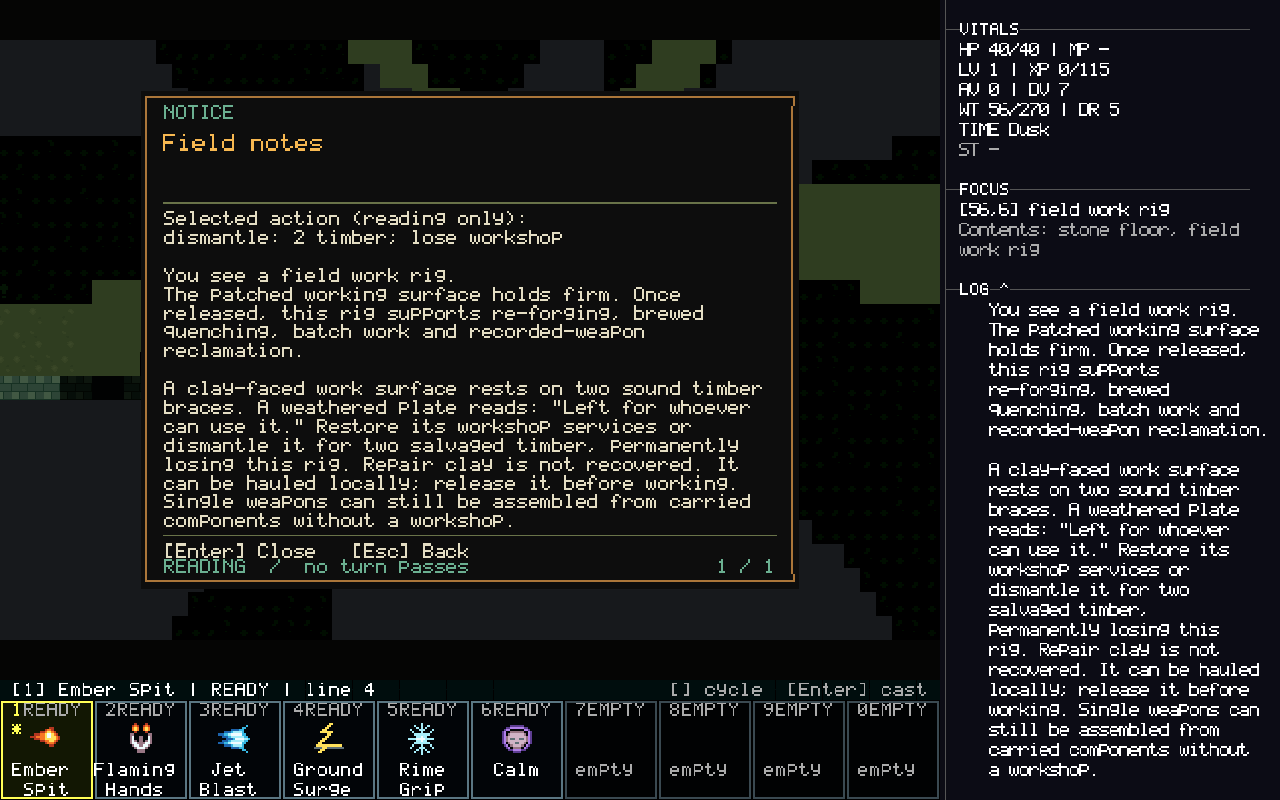 NOTICE
Field notes
Selected action (reading only):
dismantle: 2 timber; lose workshop
You see a field work rig.
The patched working surface holds firm. Once
released, this rig supports re-forging, brewed
quenching, batch work and recorded-weapon
reclamation.
A clay-faced work surface rests on two sound timber
braces. A weathered plate reads: "Left for whoever
can use it." Restore its workshop services or
dismantle it for two salvaged timber, permanently
losing this rig. Repair clay is not recovered. It
can be hauled locally; release it before working.
Single weapons can still be assembled from carried
components without a workshop.
[Enter] Close [Esc] Back
READING / no turn passes 1 / 1
VITALS
HP 40/40 | MP -
LV 1 | XP 0/115
AV 0 | DV 7
WT 56/270 | DR 5
TIME Dusk
ST -
FOCUS
[56,6] field work rig
Contents: stone floor, field
work rig
LOG ^
You see a field work rig.
The patched working surface
holds firm. Once released,
this rig supports
re-forging, brewed
quenching, batch work and
recorded-weapon reclamation.
A clay-faced work surface
rests on two sound timber
braces. A weathered plate
reads: "Left for whoever
can use it." Restore its
workshop services or
dismantle it for two
salvaged timber,
permanently losing this
rig. Repair clay is not
recovered. It can be hauled
locally; release it before
working. Single weapons can
still be assembled from
carried components without
a workshop.
[1] Ember Spit | READY | line 4 [] cycle [Enter] cast
1READY 2READY 3READY 4READY 5READY 6READY 7EMPTY 8EMPTY 9EMPTY 0EMPTY
*
Ember Flaming Jet Ground Rime Calm empty empty empty empty
Spit Hands Blast Surge Grip